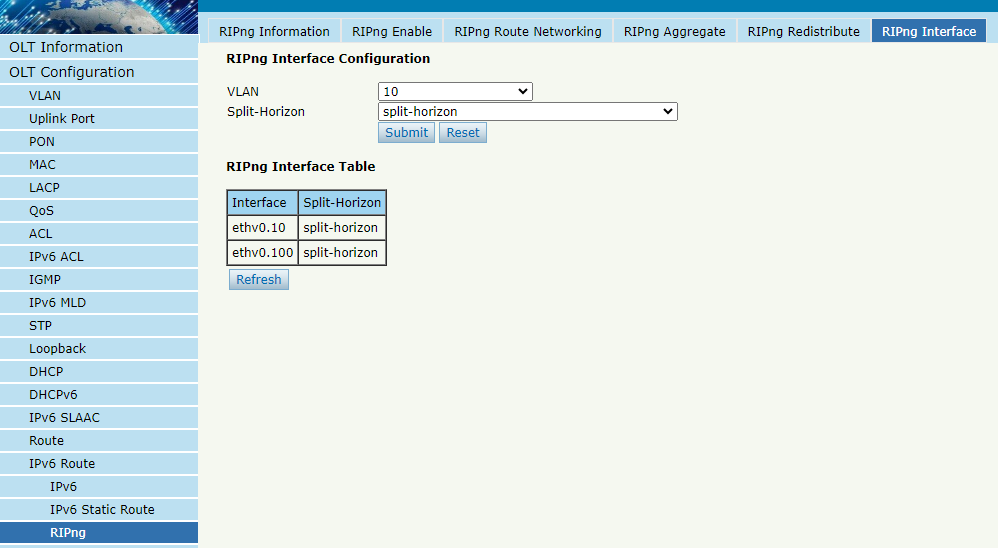 RIPng Information
RIPng Enable
RIPng Route Networking
RIPng Aggregate
RIPng Redistribute
RIPng Interface
OLT Information
OLT Configuration
VLAN
Uplink Port
PON
MAC
LACP
QoS
ACL
IPv6 ACL
IGMP
IPv6 MLD
STP
Loopback
DHCP
DHCPv6
IPv6 SLAAC
Route
IPv6 Route
IPv6
IPv6 Static Route
RIPng
RIPng Interface Configuration
VLAN 10
Split-Horizon split-horizon
Submit Reset
RIPng Interface Table
Interface Split-Horizon
ethv0.10 split-horizon
ethv0.100 split-horizon
Refresh